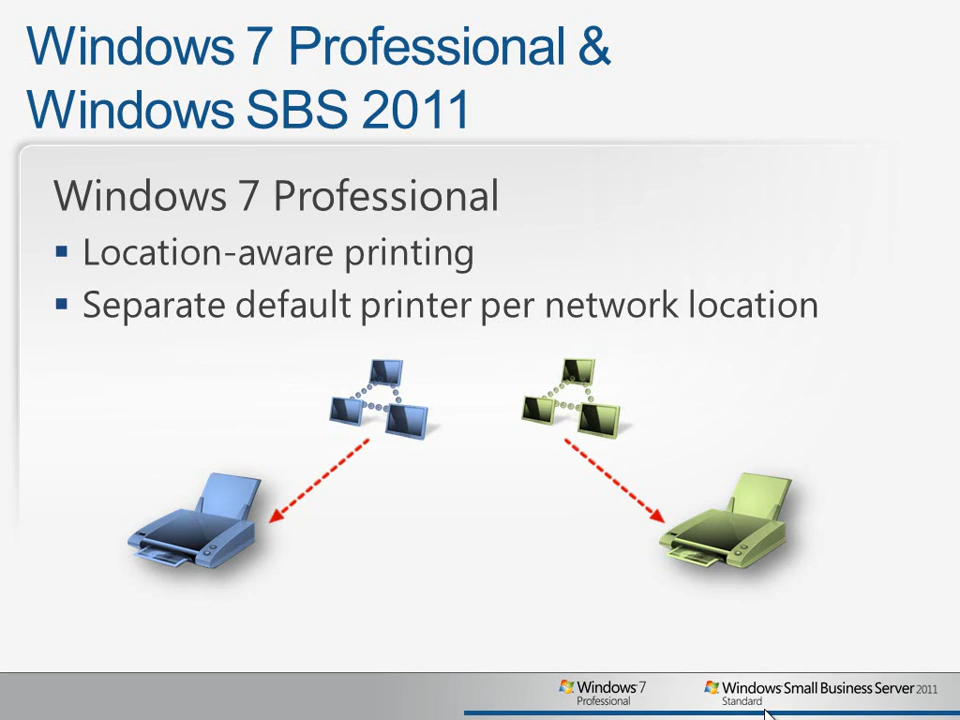 Windows 7 Professional &
Windows SBS 2011
Windows 7 Professional
Location-aware printing
Separate default printer per network location
Windows 7
Professional
Windows Small Business Server 2011
Standard